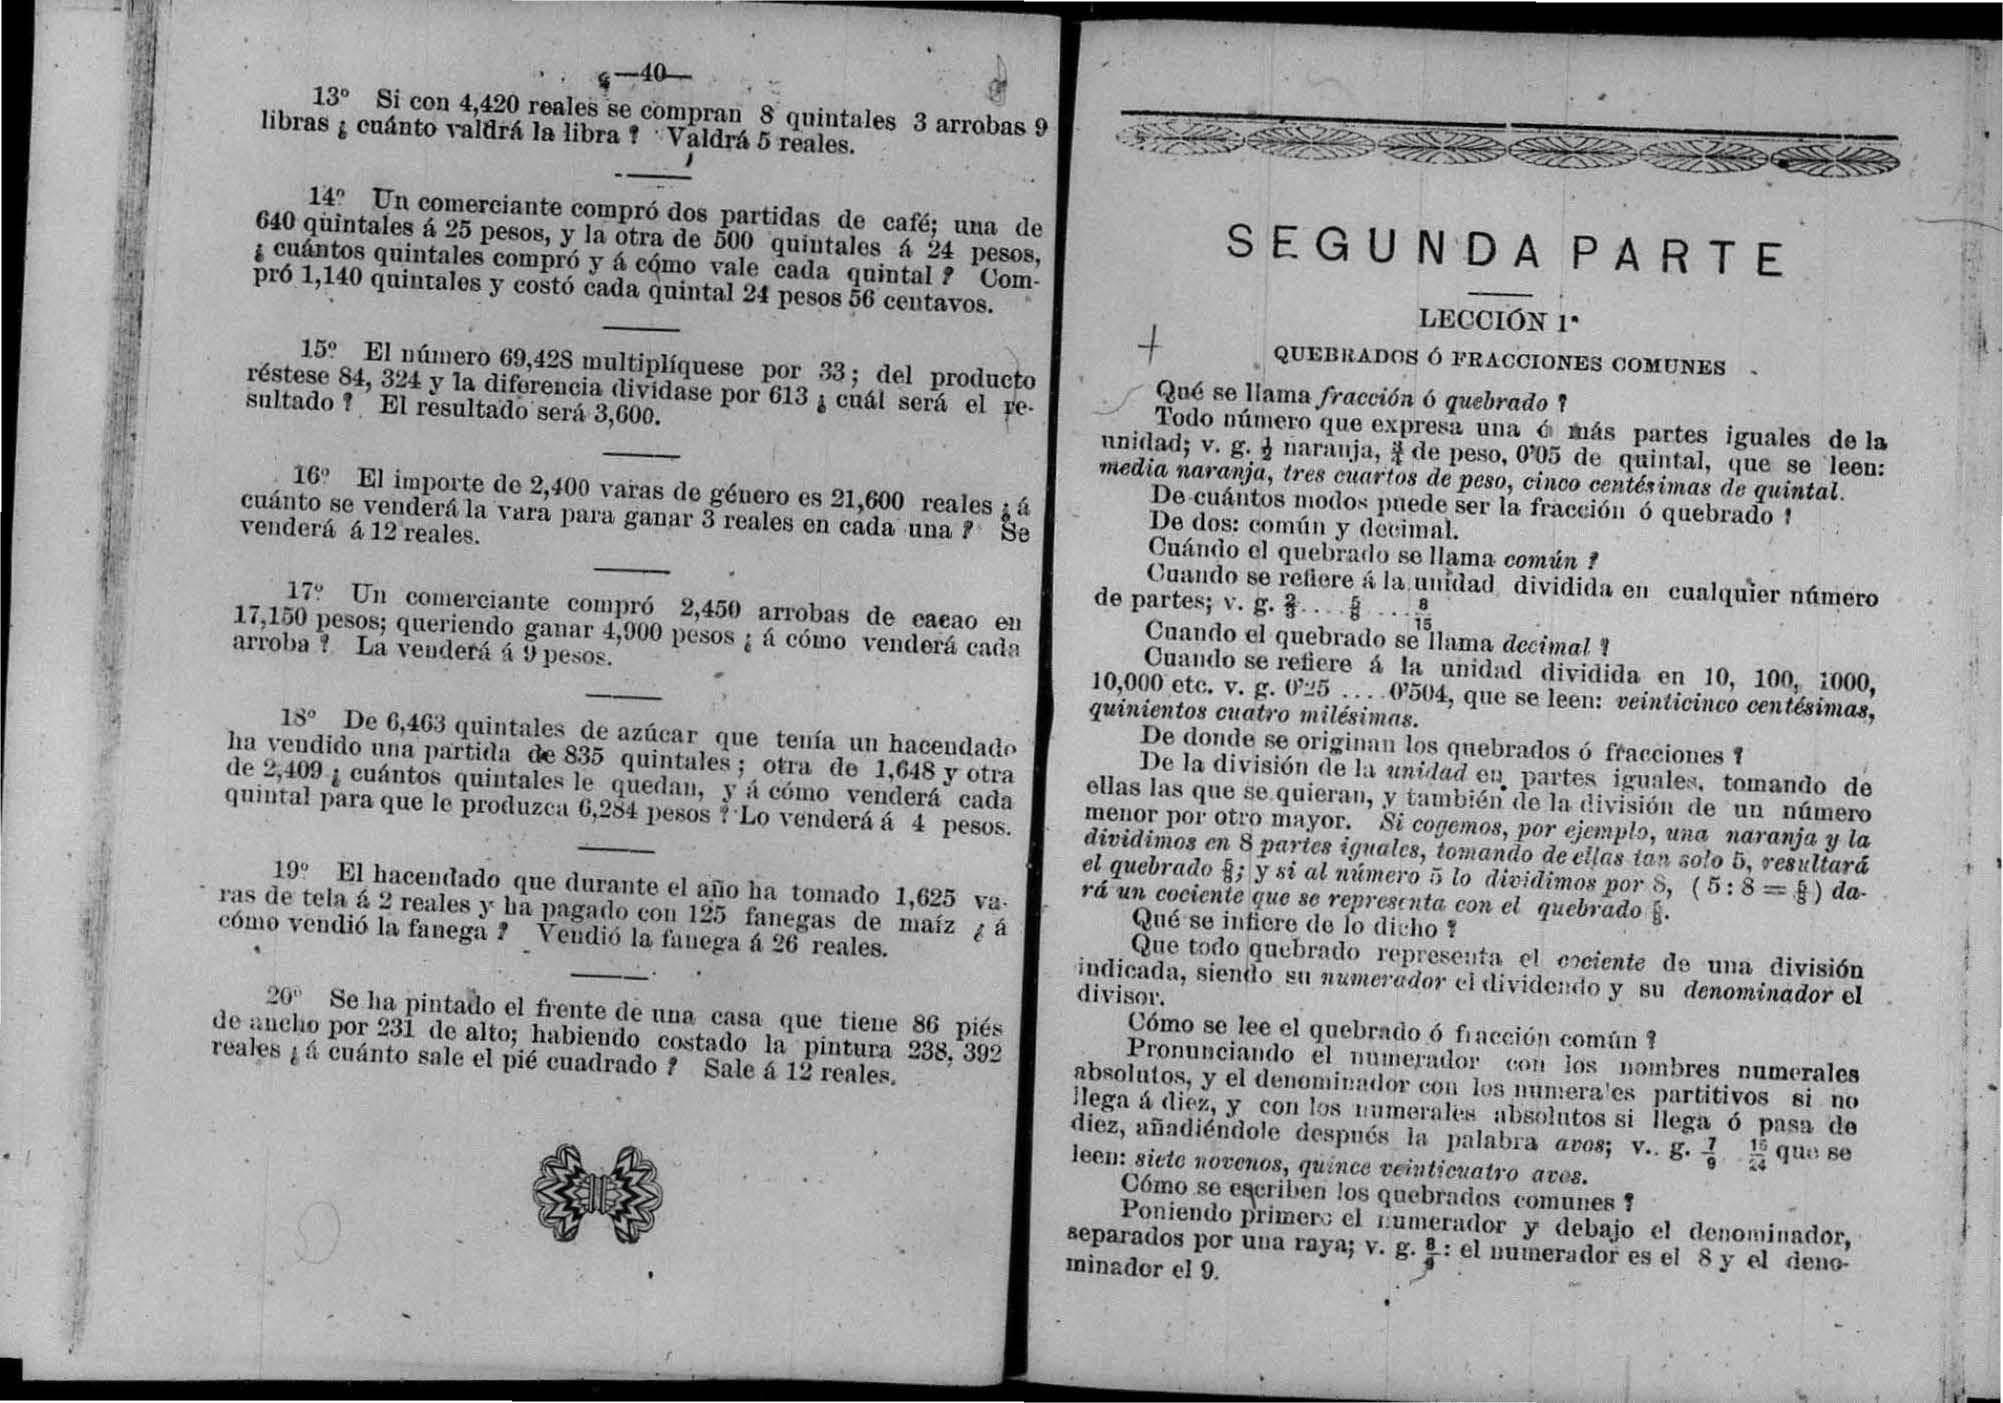 —40—
13º Si con 4,420 reales se compran 8 quintales 3 arrobas 9
libras ¿ cuánto valdrá la libra ? Valdrá 5 reales.
14º Un comerciante compró dos partidas de café; una de
640 quintales á 25 pesos, y la otra de 500 quintales á 24 pesos,
¿ cuántos quintales compró y á cómo vale cada quintal ? Com-
pró 1,140 quintales y costó cada quintal 24 pesos 56 centavos.
15º El número 69,428 multiplíquese por 33; del producto
réstese 84, 324 y la diferencia divídase por 613 ¿ cuál será el re-
sultado ? El resultado será 3,600.
16º El importe de 2,400 varas de género es 21,600 reales ¿ á
cuánto se venderá la vara para ganar 3 reales en cada una ? Se
venderá á 12 reales.
17º Un comerciante compró 2,450 arrobas de cacao en
17,150 pesos; queriendo ganar 4,900 pesos ¿ á cómo venderá cada
arroba ? La venderá á 9 pesos.
18º De 6,463 quintales de azúcar que tenía un hacendado
ha vendido una partida de 835 quintales; otra de 1,648 y otra
de 2,409 ¿ cuántos quintales le quedan, y á cómo venderá cada
quintal para que le produzca 6,284 pesos ? Lo venderá á 4 pesos.
19º El hacendado que durante el año ha tomado 1,625 va-
ras de tela á 2 reales y ha pagado con 125 fanegas de maíz ¿ á
cómo vendió la fanega ? Vendió la fanega á 26 reales.
20º Se ha pintado el frente de una casa que tiene 86 piés
de ancho por 231 de alto; habiendo costado la pintura 238, 392
reales ¿ á cuánto sale el pié cuadrado ? Sale á 12 reales.
SEGUNDA PARTE
LECCIÓN 1ª
QUEBRADOS Ó FRACCIONES COMUNES
Qué se llama fracción ó quebrado ?
Todo número que expresa una ó más partes iguales de la
unidad; v. g. ½ naranja, ¾ de peso, 0'05 de quintal, que se leen:
media naranja, tres cuartos de peso, cinco centésimas de quintal.
De cuántos modos puede ser la fracción ó quebrado ?
De dos: común y decimal.
Cuándo el quebrado se llama común ?
Cuando se refiere á la unidad dividida en cualquier número
de partes; v. g. 2/3.... 5/8 ... 8/15
Cuando el quebrado se llama decimal ?
Cuando se refiere á la unidad dividida en 10, 100, 1000,
10,000 etc. v. g. 0'25 .... 0'504, que se leen: veinticinco centésimas,
quinientos cuatro milésimas.
De donde se originan los quebrados ó fracciones ?
De la división de la unidad en partes iguales, tomando de
ellas las que se quieran, y también de la división de un número
menor por otro mayor. Si cogemos, por ejemplo, una naranja y la
dividimos en 8 partes iguales, tomando de ellas tan solo 5, resultará
el quebrado 5/8; y si al número 5 lo dividimos por 8, ( 5 : 8 = 5/8 ) da-
rá un cociente que se representa con el quebrado 5/8.
Qué se infiere de lo dicho ?
Que todo quebrado representa el cociente de una división
indicada, siendo su numerador el dividendo y su denominador el
divisor.
Cómo se lee el quebrado ó fracción común ?
Pronunciando el numerador con los nombres numerales
absolutos, y el denominador con los numerales partitivos si no
llega á diez, y con los numerales absolutos si llega ó pasa de
diez, añadiéndole después la palabra avos; v.. g. 7/9 15/24 que se
leen: siete novenos, quince veinticuatro avos.
Cómo se escriben los quebrados comunes ?
Poniendo primero el numerador y debajo el denominador,
separados por una raya; v. g. 8/9: el numerador es el 8 y el deno-
minador el 9.